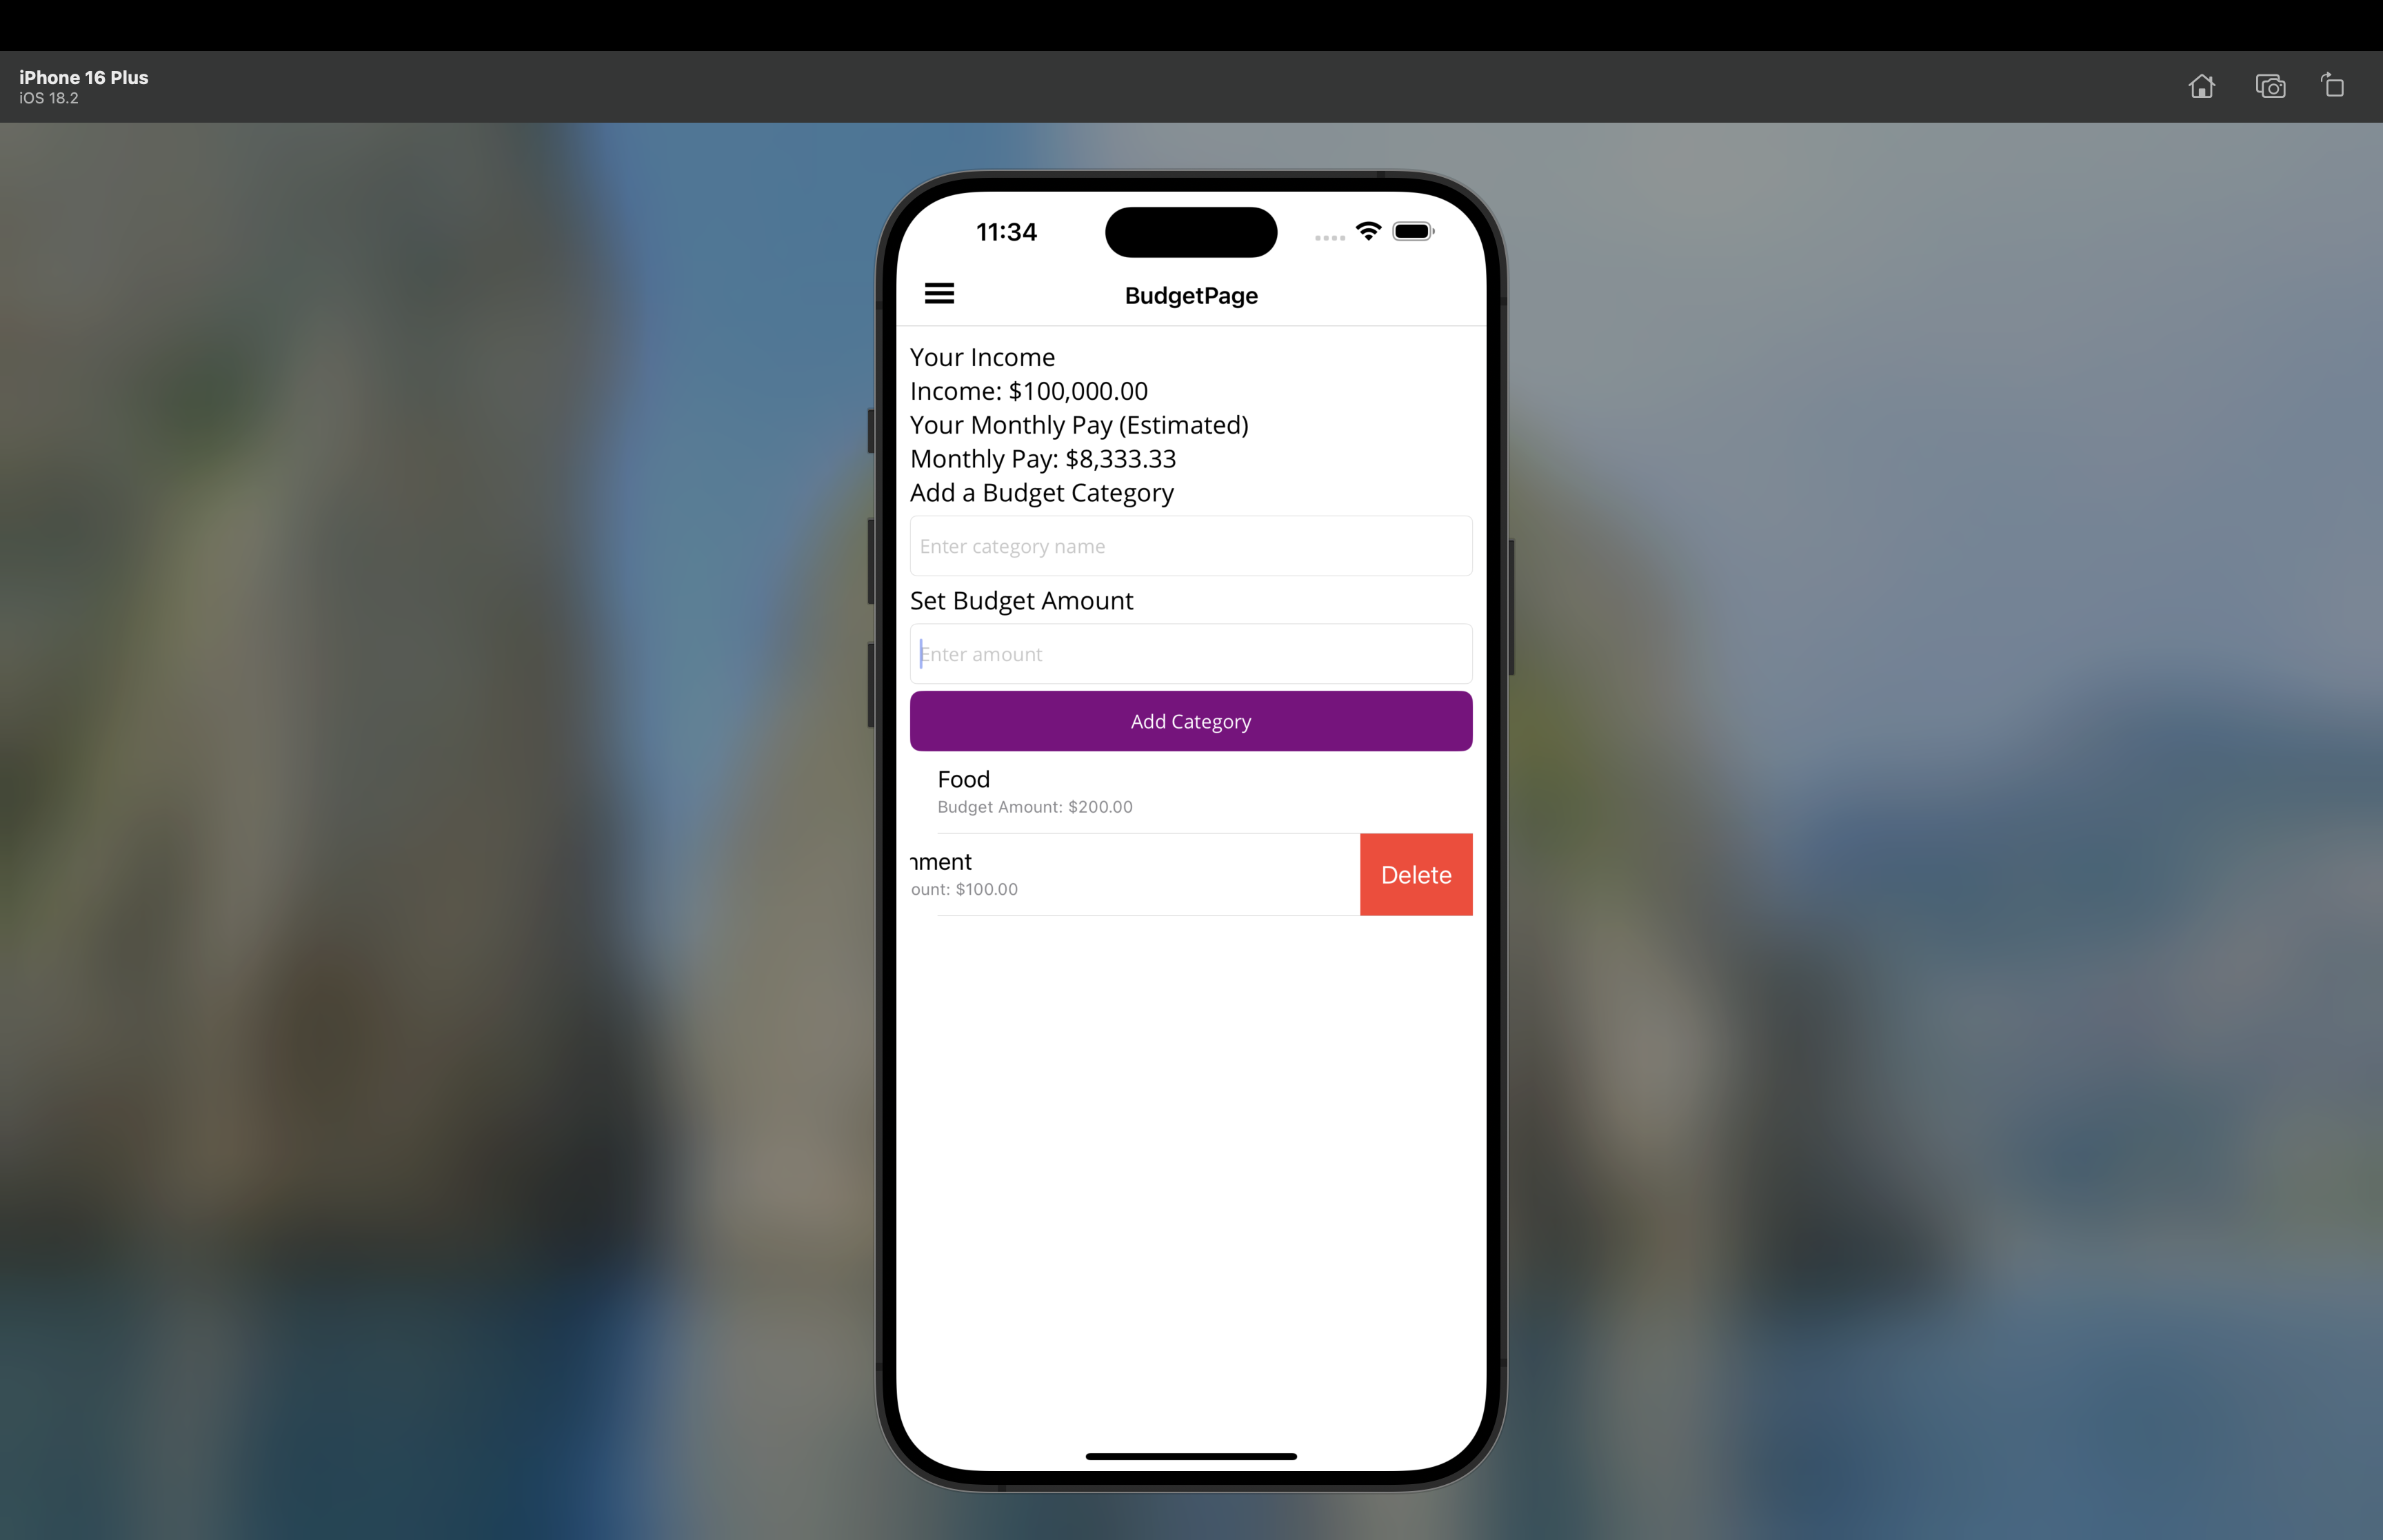 iPhone 16 Plus
iOS 18.2
11:34
BudgetPage
Your Income
Income: $100,000.00
Your Monthly Pay (Estimated)
Monthly Pay: $8,333.33
Add a Budget Category
Enter category name
Set Budget Amount
Enter amount
Add Category
Food
Budget Amount: $200.00
nment
ount: $100.00
Delete